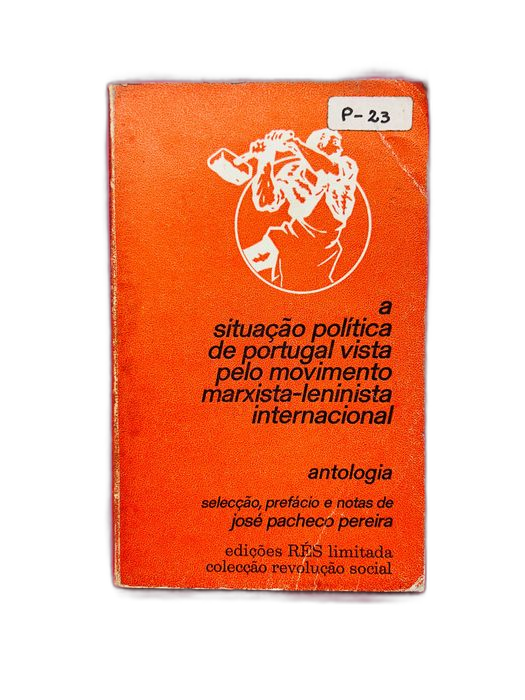 P-23
a
situação política
de portugal vista
pelo movimento
marxista-leninista
internacional
antologia
selecção, prefácio e notas de
josé pacheco pereira
edições RÉS limitada
colecção revolução social